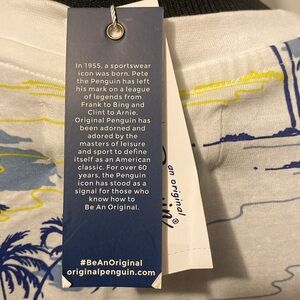 In 1955, a sportswear
icon was born. Pete
the Penguin has left
his mark on a league
of legends from
Frank to Bing and
Clint to Arnie.
Original Penguin has
been adorned and
adored by the
masters of leisure
and sport to define
itself as an American
classic. For over 60
years, the Penguin
icon has stood as a
signal for those who
know how to
Be An Original.
#BeAnOriginal
originalpenguin.com
an original®